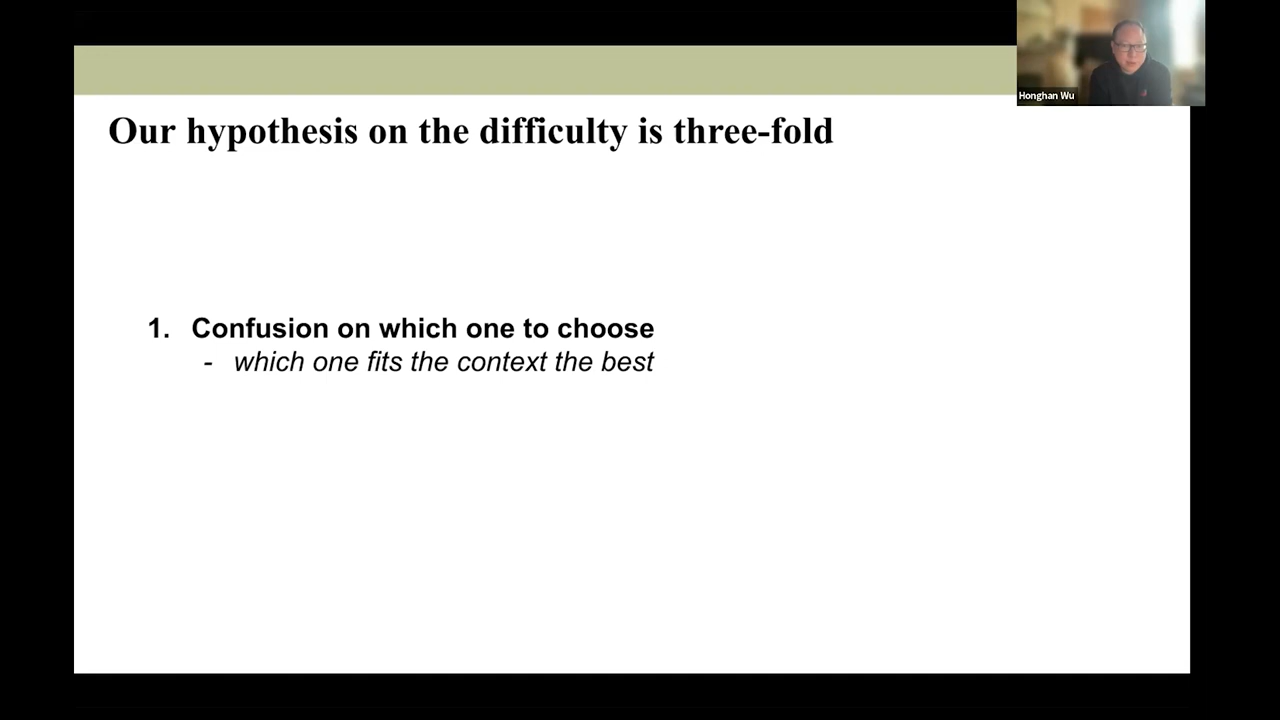 Honghan Wu
Our hypothesis on the difficulty is three-fold
1. Confusion on which one to choose
- which one fits the context the best